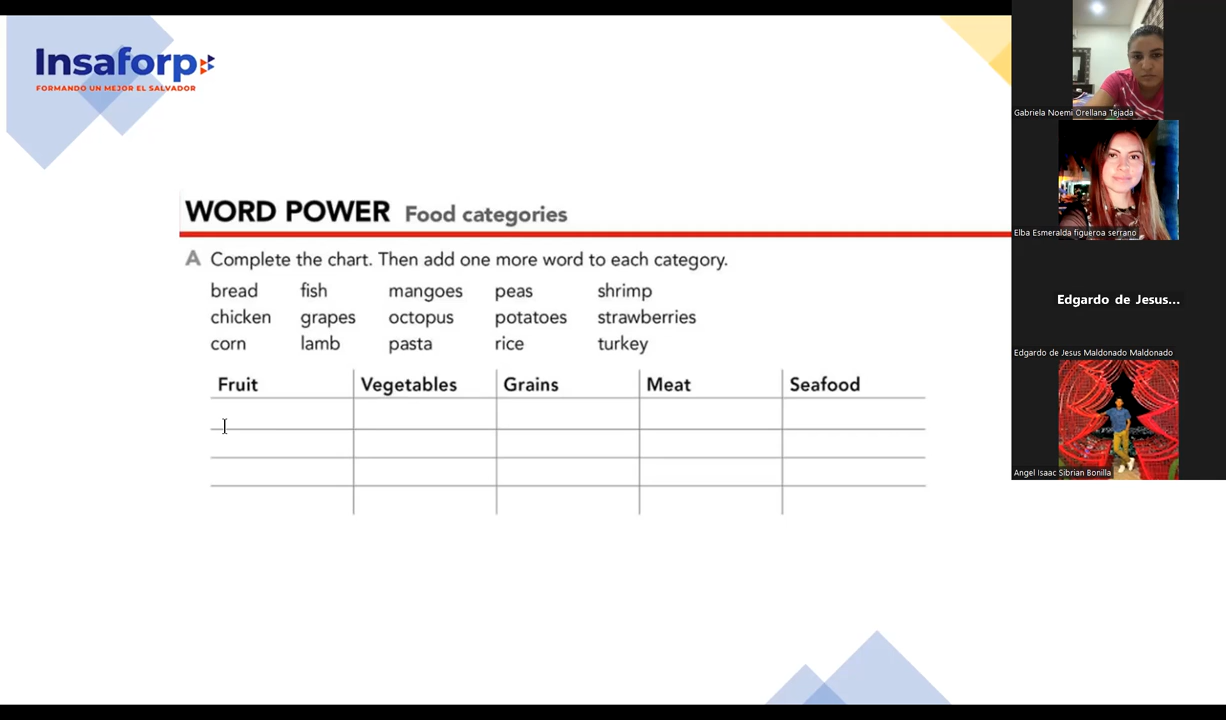 Insaforp
FORMANDO UN MEJOR EL SALVADOR
WORD POWER Food categories
A Complete the chart. Then add one more word to each category.
bread fish mangoes peas shrimp
chicken grapes octopus potatoes strawberries
corn lamb pasta rice turkey
Fruit Vegetables Grains Meat Seafood
Gabriela Noemi Orellana Tejada
Elba Esmeralda figueroa serrano
Edgardo de Jesus...
Edgardo de Jesus Maldonado Maldonado
Angel Isaac Sibrian Bonilla